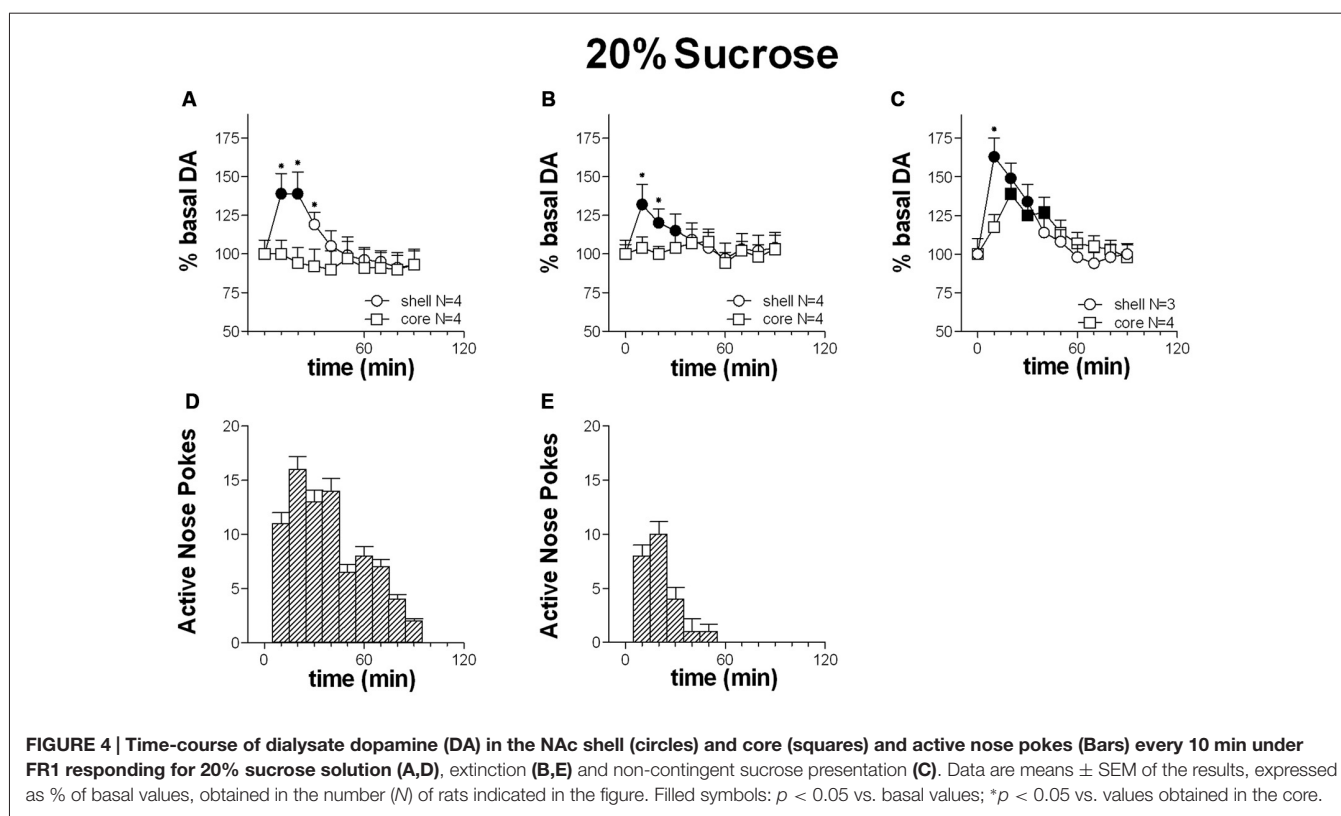 20% Sucrose
A
B
C
% basal DA
175
150
125
100
75
50
* * *
shell N=4
core N=4
60
120
time (min)
% basal DA
175
150
125
100
75
50
* *
shell N=4
core N=4
0
60
120
time (min)
% basal DA
175
150
125
100
75
50
*
shell N=3
core N=4
0
60
120
time (min)
D
E
Active Nose Pokes
20
15
10
5
0
0
60
120
time (min)
Active Nose Pokes
20
15
10
5
0
0
60
120
time (min)
FIGURE 4 | Time-course of dialysate dopamine (DA) in the NAc shell (circles) and core (squares) and active nose pokes (Bars) every 10 min under
FR1 responding for 20% sucrose solution (A,D), extinction (B,E) and non-contingent sucrose presentation (C). Data are means ± SEM of the results, expressed
as % of basal values, obtained in the number (N) of rats indicated in the figure. Filled symbols: p < 0.05 vs. basal values; *p < 0.05 vs. values obtained in the core.